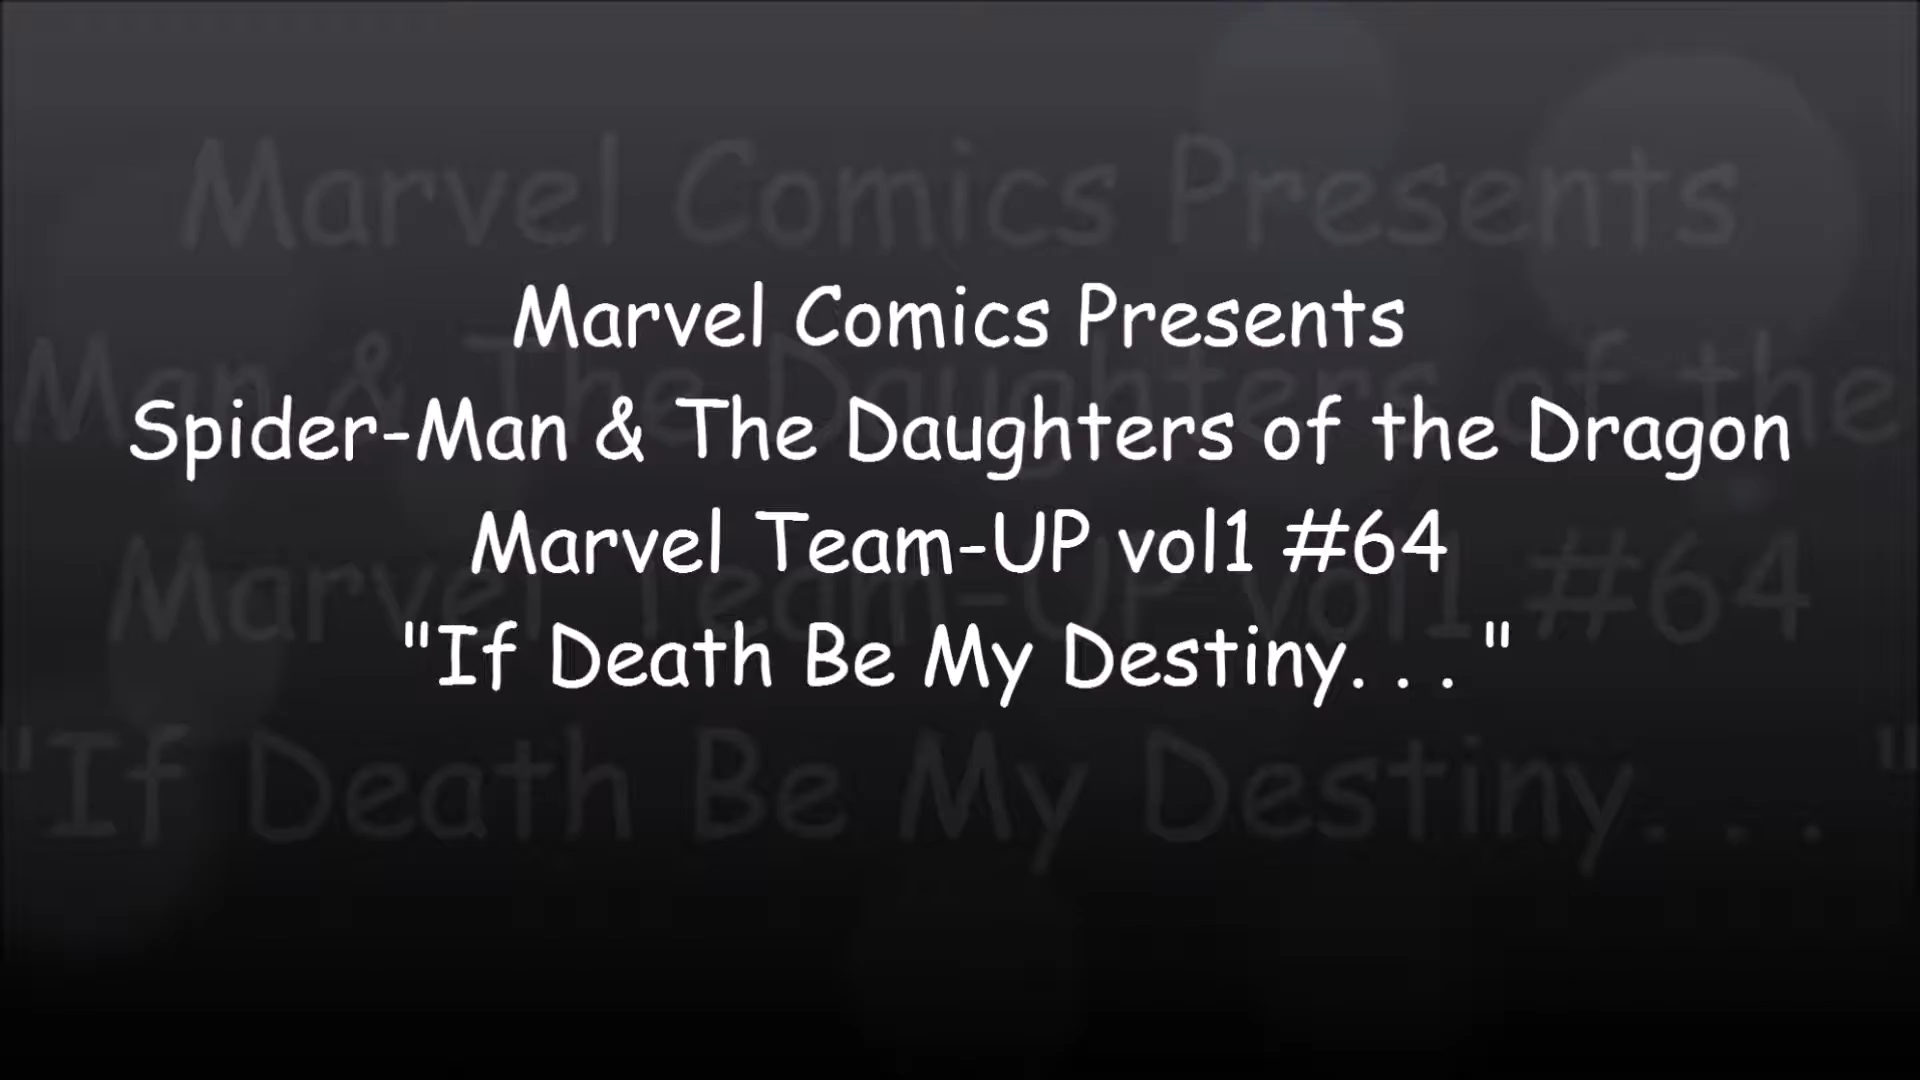 Marvel Comics Presents
Spider-Man & The Daughters of the Dragon
Marvel Team-UP vol1 #64
"If Death Be My Destiny. . . "